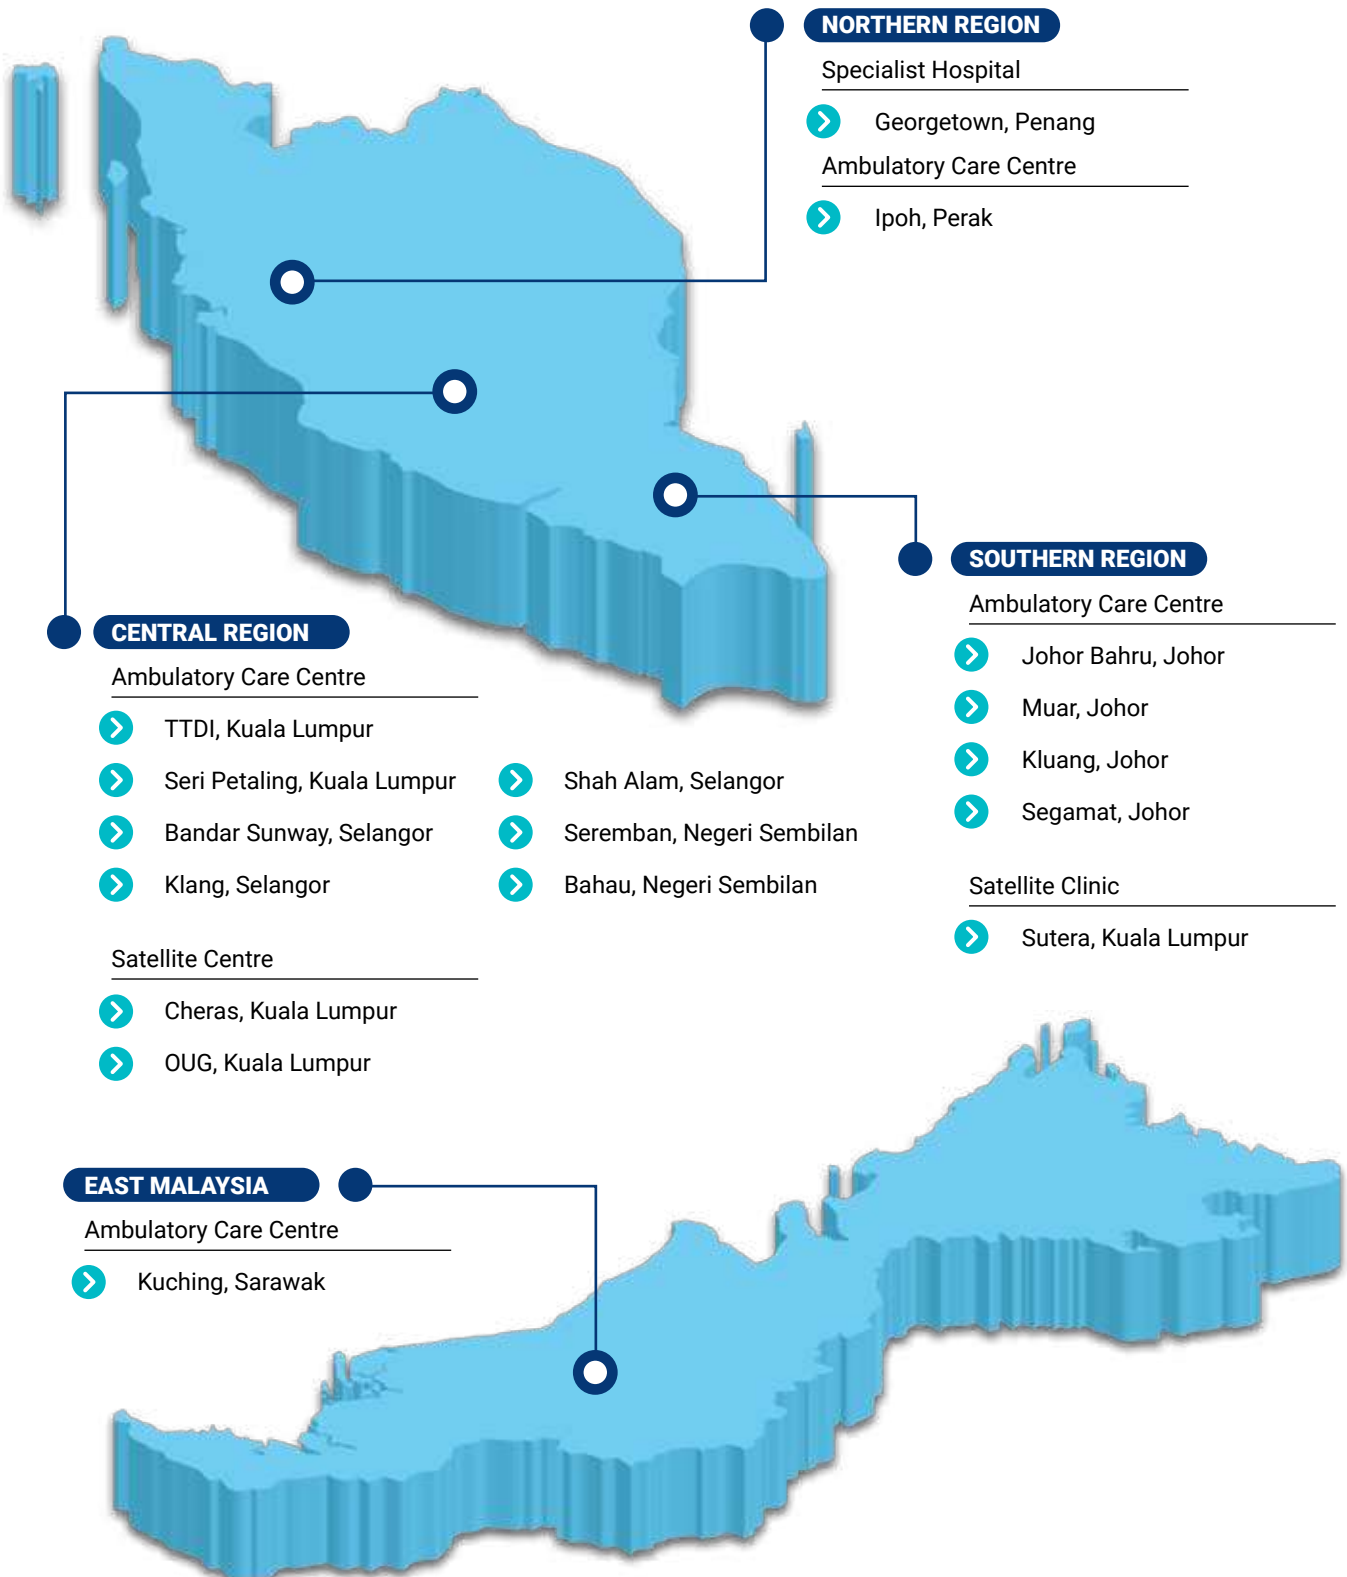 NORTHERN REGION
Specialist Hospital
Georgetown, Penang
Ambulatory Care Centre
Ipoh, Perak
CENTRAL REGION
Ambulatory Care Centre
TTDI, Kuala Lumpur
Seri Petaling, Kuala Lumpur
Bandar Sunway, Selangor
Klang, Selangor
Shah Alam, Selangor
Seremban, Negeri Sembilan
Bahau, Negeri Sembilan
Satellite Centre
Cheras, Kuala Lumpur
OUG, Kuala Lumpur
SOUTHERN REGION
Ambulatory Care Centre
Johor Bahru, Johor
Muar, Johor
Kluang, Johor
Segamat, Johor
Satellite Clinic
Sutera, Kuala Lumpur
EAST MALAYSIA
Ambulatory Care Centre
Kuching, Sarawak